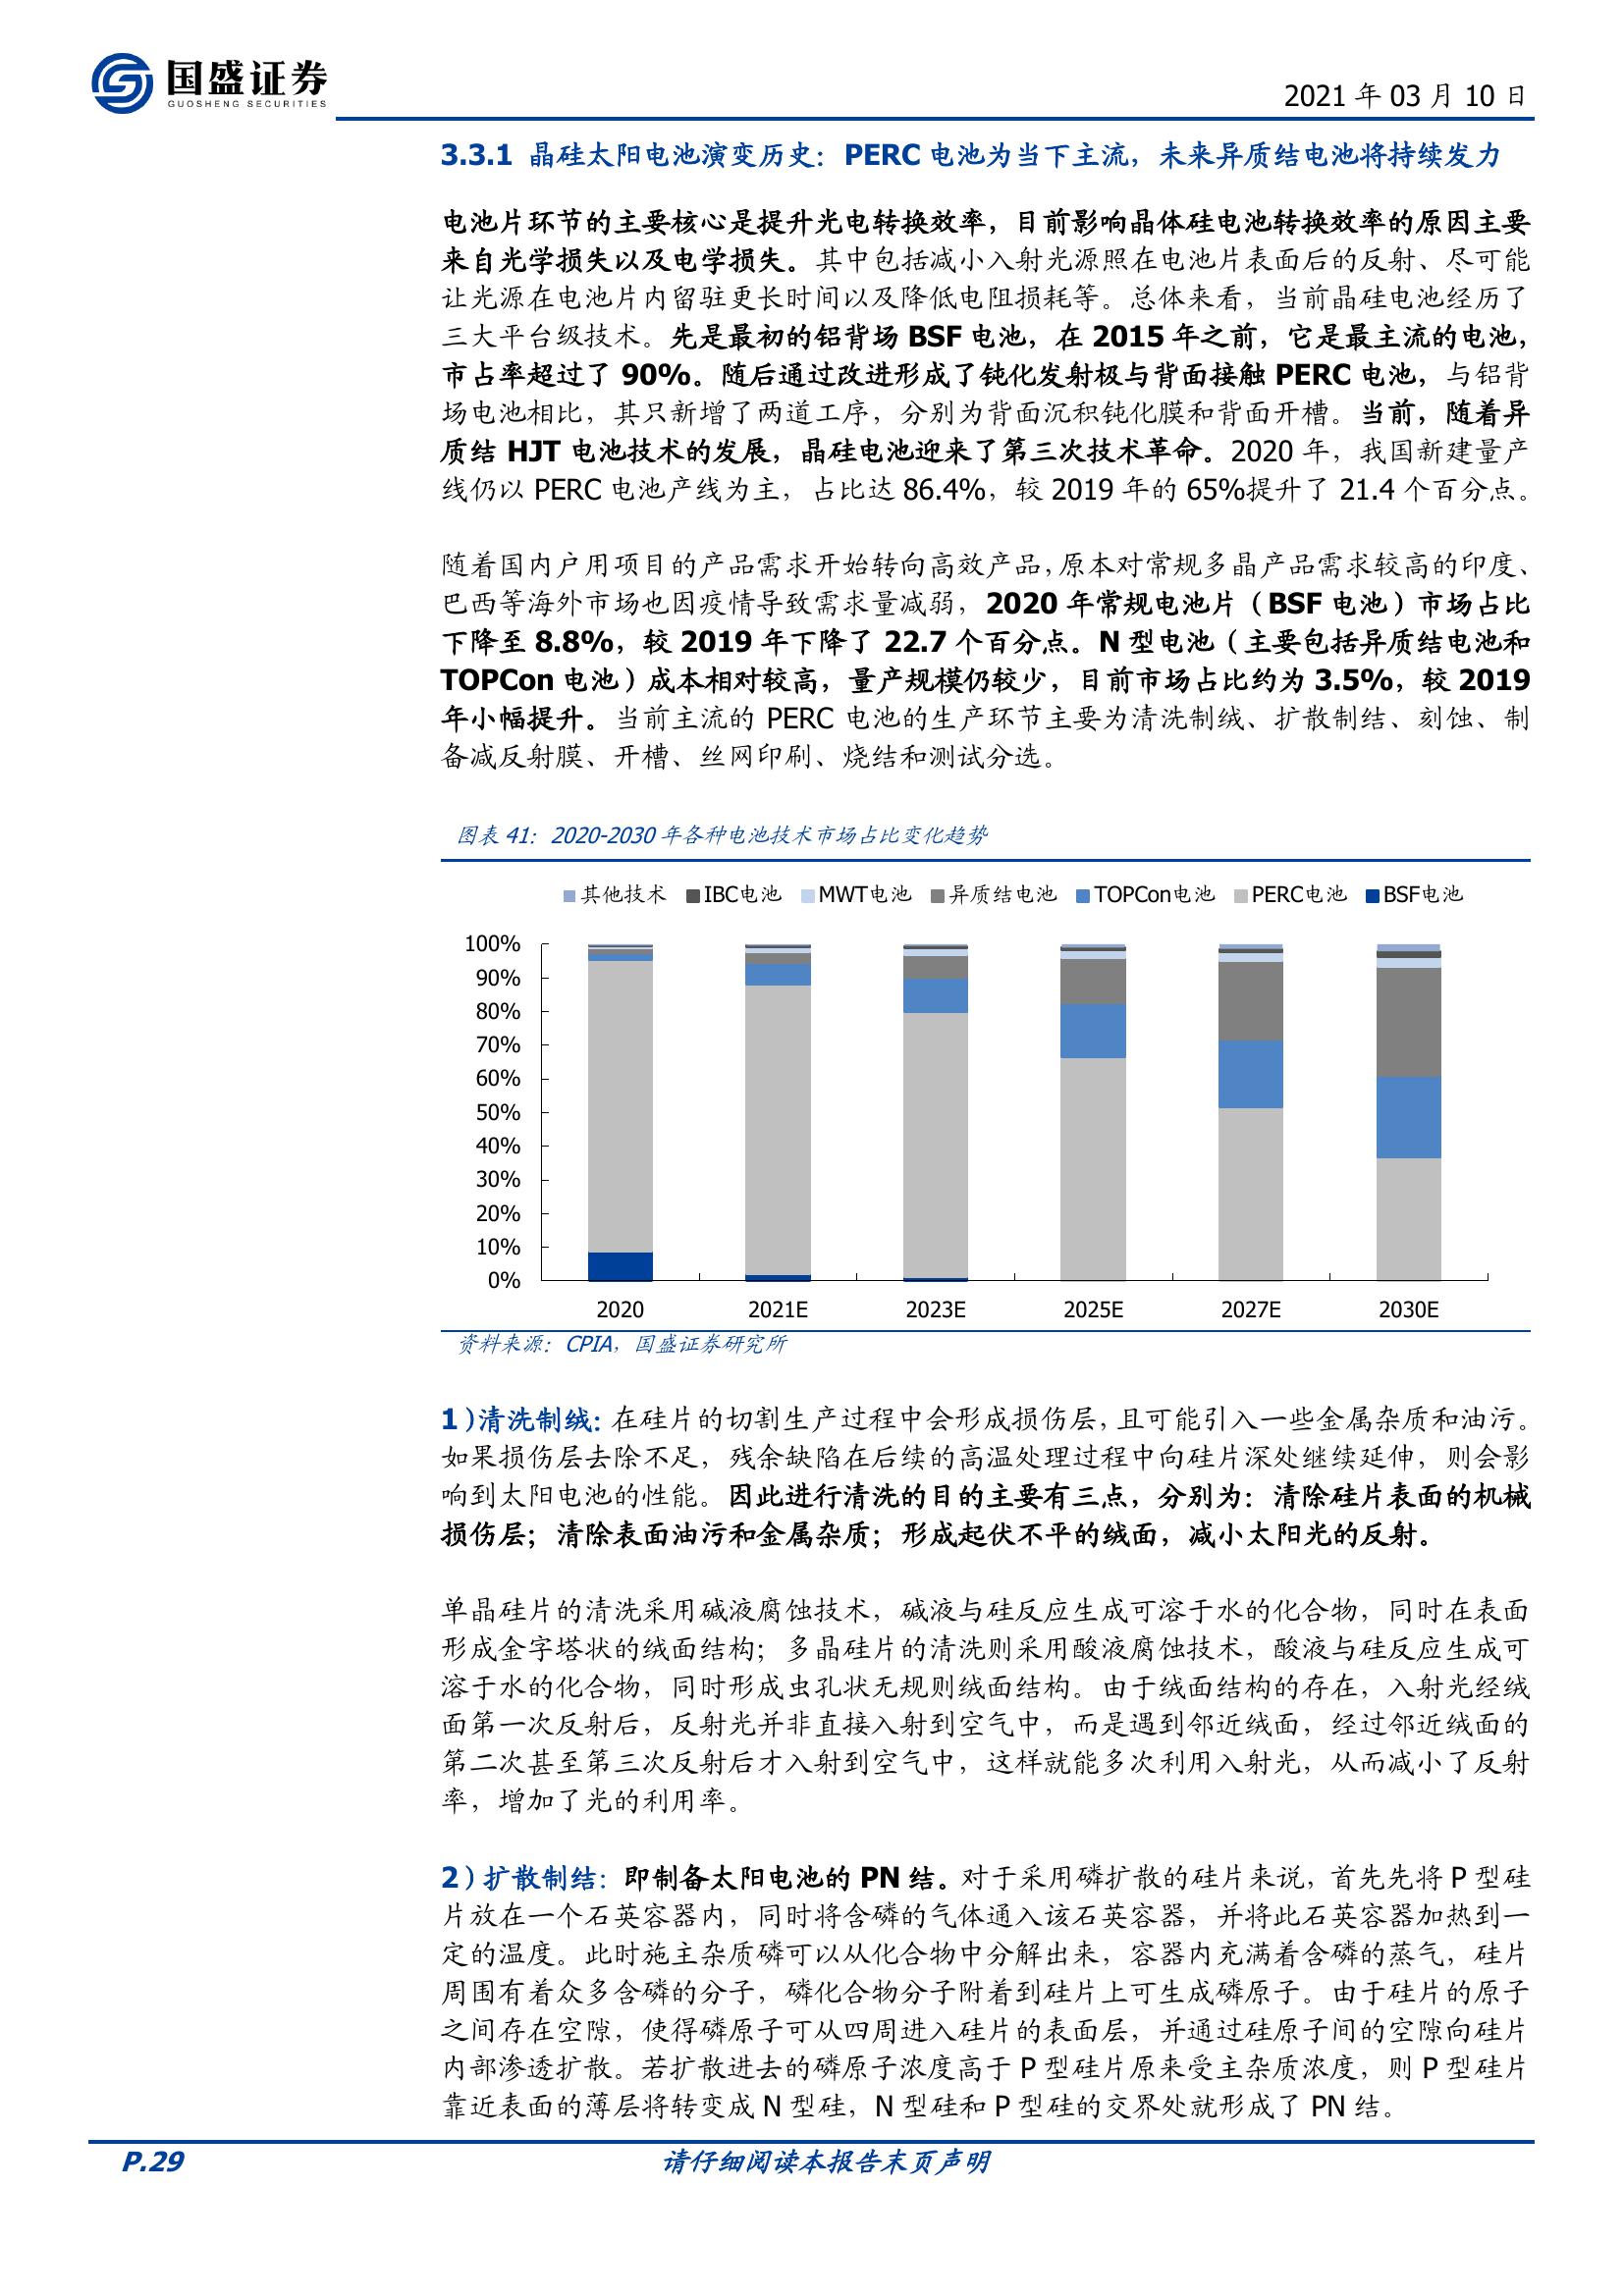 国盛证券
GUOSHENG SECURITIES
2021 年 03 月 10 日
3.3.1 晶硅太阳电池演变历史：PERC 电池为当下主流，未来异质结电池将持续发力
电池片环节的主要核心是提升光电转换效率，目前影响晶体硅电池转换效率的原因主要
来自光学损失以及电学损失。其中包括减小入射光源照在电池片表面后的反射、尽可能
让光源在电池片内留驻更长时间以及降低电阻损耗等。总体来看，当前晶硅电池经历了
三大平台级技术。先是最初的铝背场 BSF 电池，在 2015 年之前，它是最主流的电池，
市占率超过了 90%。随后通过改进形成了钝化发射极与背面接触 PERC 电池，与铝背
场电池相比，其只新增了两道工序，分别为背面沉积钝化膜和背面开槽。当前，随着异
质结 HJT 电池技术的发展，晶硅电池迎来了第三次技术革命。2020 年，我国新建量产
线仍以 PERC 电池产线为主，占比达 86.4%，较 2019 年的 65%提升了 21.4 个百分点。
随着国内户用项目的产品需求开始转向高效产品，原本对常规多晶产品需求较高的印度、
巴西等海外市场也因疫情导致需求量减弱，2020 年常规电池片（BSF 电池）市场占比
下降至 8.8%，较 2019 年下降了 22.7 个百分点。N 型电池（主要包括异质结电池和
TOPCon 电池）成本相对较高，量产规模仍较少，目前市场占比约为 3.5%，较 2019
年小幅提升。当前主流的 PERC 电池的生产环节主要为清洗制绒、扩散制结、刻蚀、制
备减反射膜、开槽、丝网印刷、烧结和测试分选。
图表 41：2020-2030 年各种电池技术市场占比变化趋势
其他技术 IBC电池 MWT电池 异质结电池 TOPCon电池 PERC电池 BSF电池
100%
90%
80%
70%
60%
50%
40%
30%
20%
10%
0%
2020 2021E 2023E 2025E 2027E 2030E
资料来源：CPIA，国盛证券研究所
1）清洗制绒：在硅片的切割生产过程中会形成损伤层，且可能引入一些金属杂质和油污。
如果损伤层去除不足，残余缺陷在后续的高温处理过程中向硅片深处继续延伸，则会影
响到太阳电池的性能。因此进行清洗的目的主要有三点，分别为：清除硅片表面的机械
损伤层；清除表面油污和金属杂质；形成起伏不平的绒面，减小太阳光的反射。
单晶硅片的清洗采用碱液腐蚀技术，碱液与硅反应生成可溶于水的化合物，同时在表面
形成金字塔状的绒面结构；多晶硅片的清洗则采用酸液腐蚀技术，酸液与硅反应生成可
溶于水的化合物，同时形成虫孔状无规则绒面结构。由于绒面结构的存在，入射光经绒
面第一次反射后，反射光并非直接入射到空气中，而是遇到邻近绒面，经过邻近绒面的
第二次甚至第三次反射后才入射到空气中，这样就能多次利用入射光，从而减小了反射
率，增加了光的利用率。
2）扩散制结：即制备太阳电池的 PN 结。对于采用磷扩散的硅片来说，首先先将 P 型硅
片放在一个石英容器内，同时将含磷的气体通入该石英容器，并将此石英容器加热到一
定的温度。此时施主杂质磷可以从化合物中分解出来，容器内充满着含磷的蒸气，硅片
周围有着众多含磷的分子，磷化合物分子附着到硅片上可生成磷原子。由于硅片的原子
之间存在空隙，使得磷原子可从四周进入硅片的表面层，并通过硅原子间的空隙向硅片
内部渗透扩散。若扩散进去的磷原子浓度高于 P 型硅片原来受主杂质浓度，则 P 型硅片
靠近表面的薄层将转变成 N 型硅，N 型硅和 P 型硅的交界处就形成了 PN 结。
P.29
请仔细阅读本报告末页声明